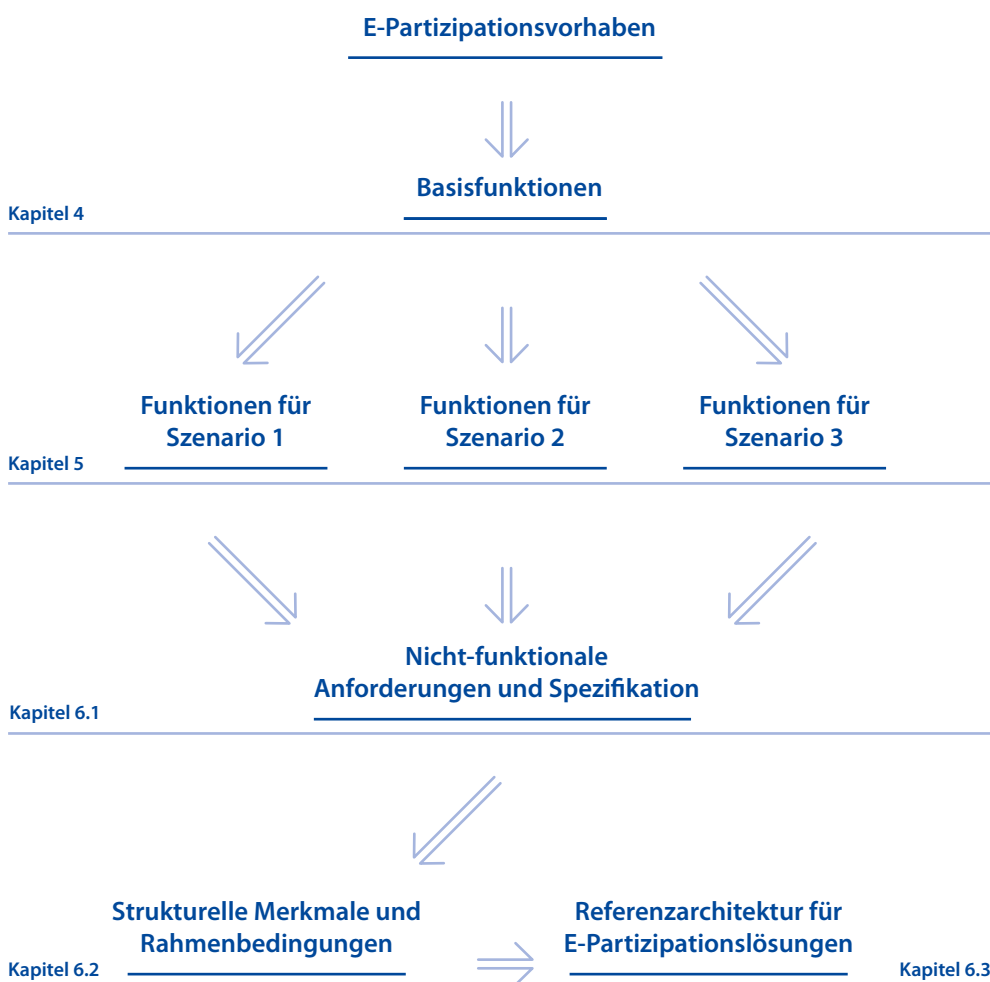 E-Partizipationsvorhaben
Basisfunktionen
Kapitel 4
Funktionen für
Szenario 1
Funktionen für
Szenario 2
Funktionen für
Szenario 3
Kapitel 5
Nicht-funktionale
Anforderungen und Spezifikation
Kapitel 6.1
Strukturelle Merkmale und
Rahmenbedingungen
Kapitel 6.2
Referenzarchitektur für
E-Partizipationslösungen
Kapitel 6.3